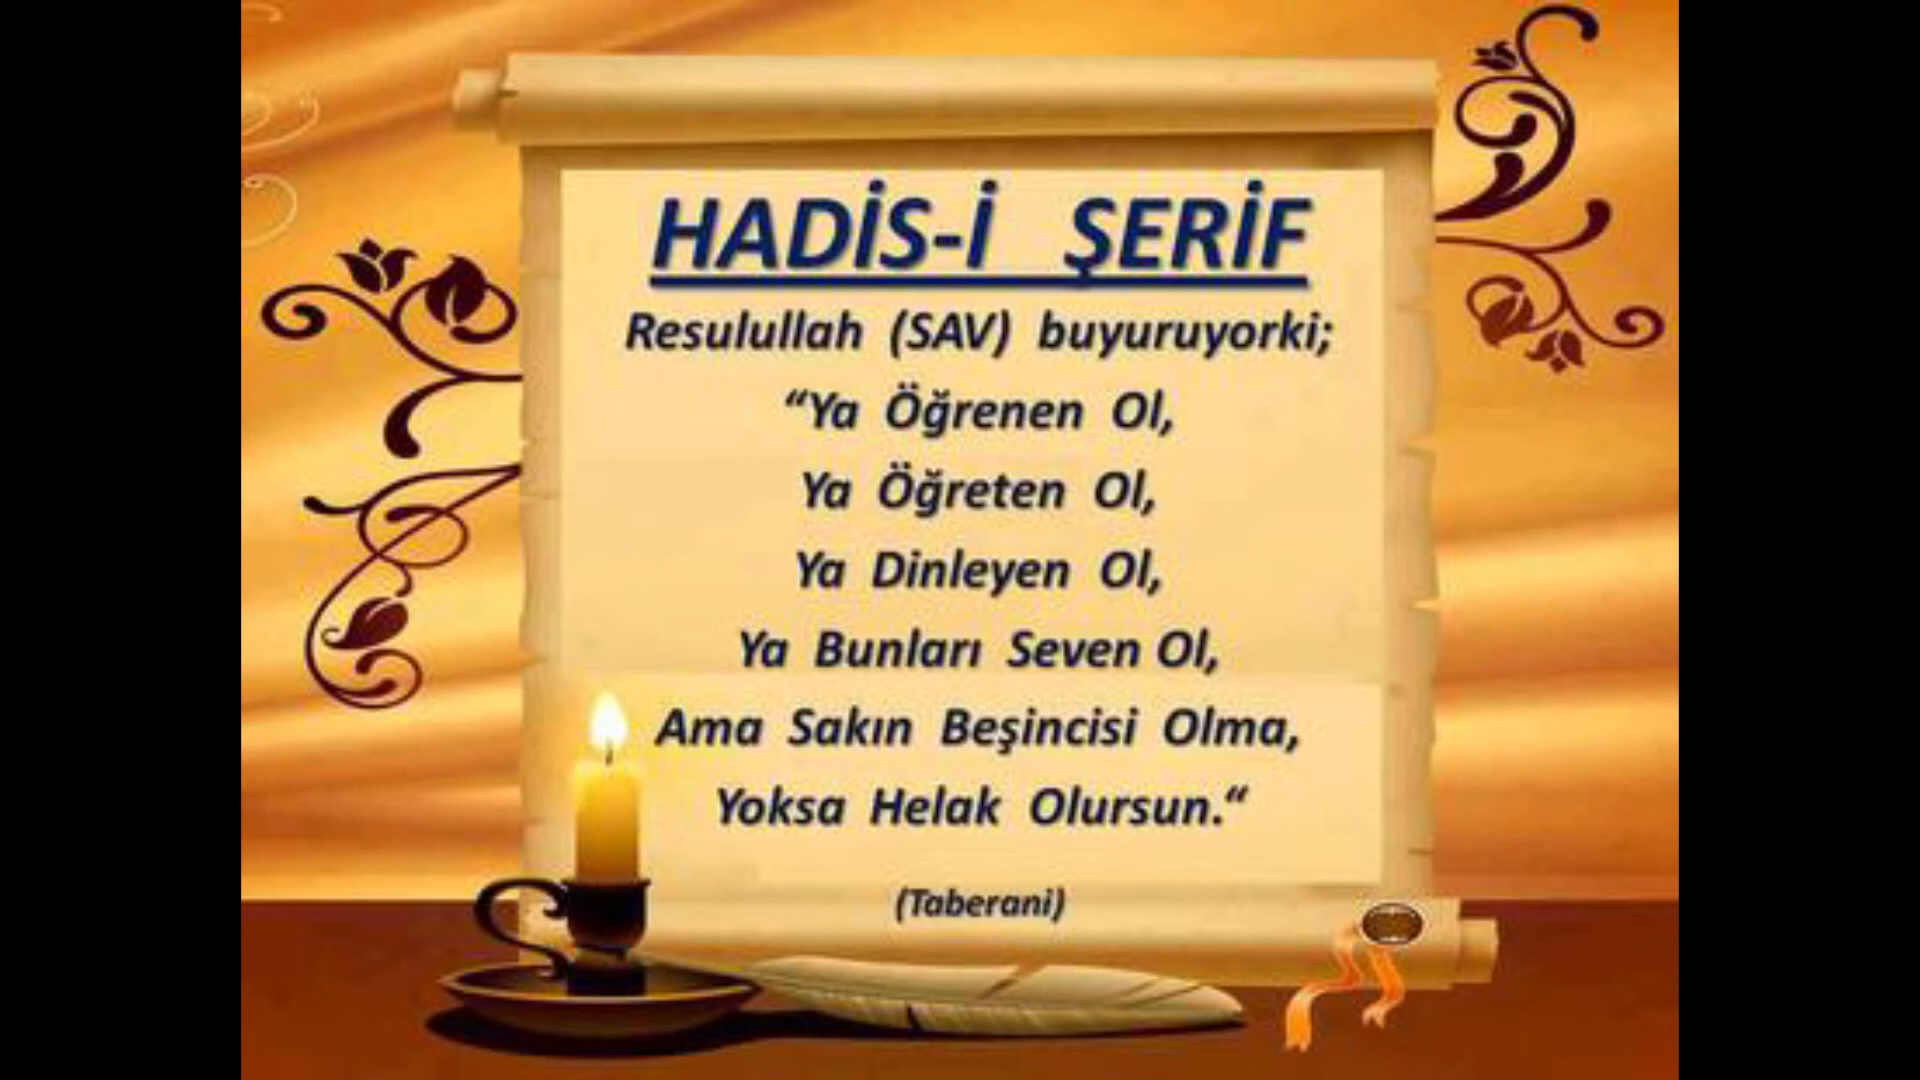 HADİS-İ ŞERİF
Resulullah (SAV) buyuruyorki;
“Ya Öğrenen Ol,
Ya Öğreten Ol,
Ya Dinleyen Ol,
Ya Bunları Seven Ol,
Ama Sakın Beşincisi Olma,
Yoksa Helak Olursun.“
(Taberani)